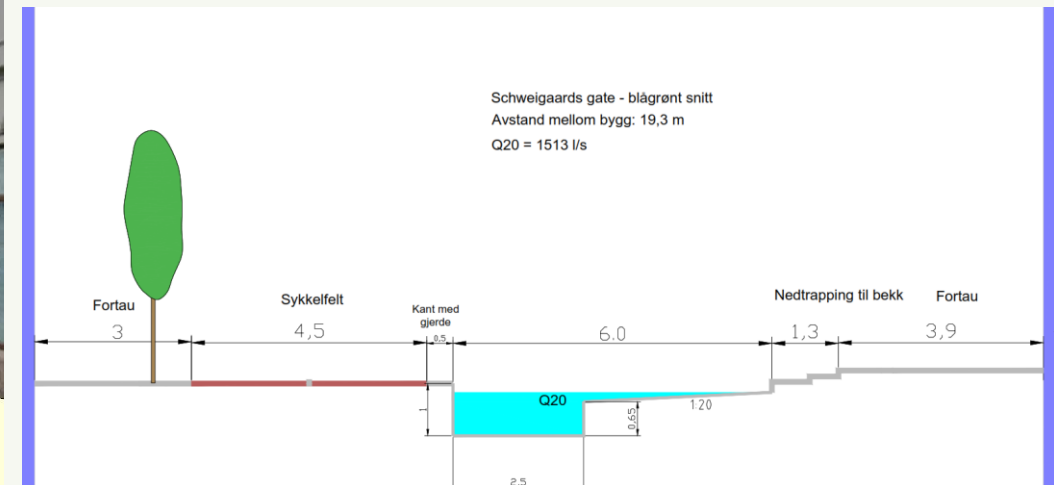 Schweigaards gate - blågrønt snitt
Avstand mellom bygg: 19,3 m
Q20 = 1513 l/s
Fortau
Sykkelfelt
Kant med
gjerde
Nedtrapping til bekk
Fortau
3
4,5
0,5
6.0
1,3
3,9
1
Q20
0,65
1:20
2,5